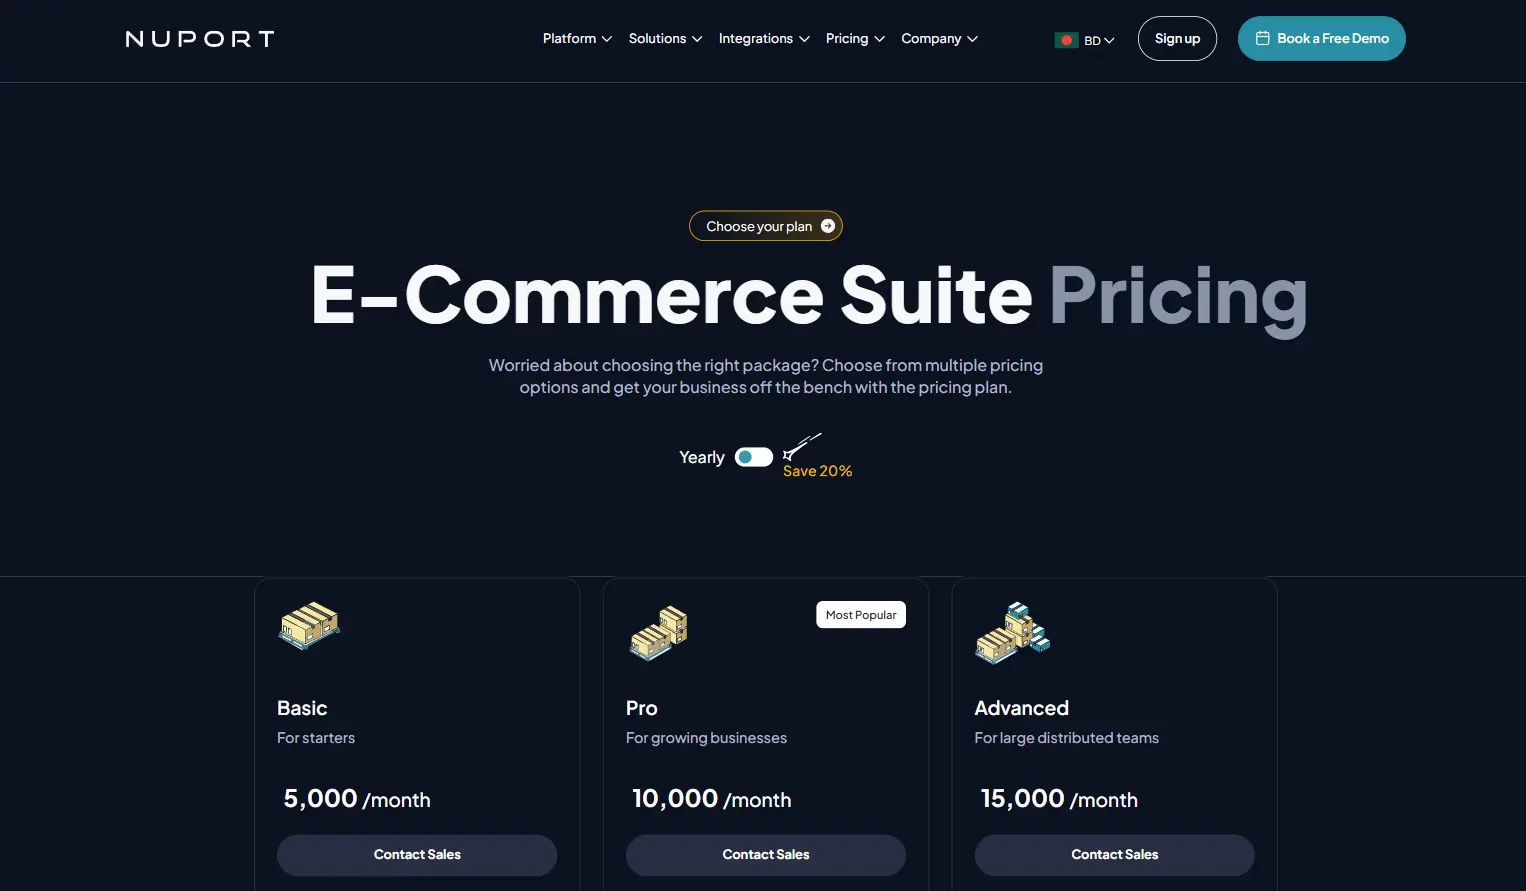 NUPORT
Platform Solutions Integrations Pricing Company
BD
Sign up
Book a Free Demo
Choose your plan
E-Commerce Suite Pricing
Worried about choosing the right package? Choose from multiple pricing
options and get your business off the bench with the pricing plan.
Yearly
Save 20%
Basic
For starters
5,000 /month
Contact Sales
Most Popular
Pro
For growing businesses
10,000 /month
Contact Sales
Advanced
For large distributed teams
15,000 /month
Contact Sales